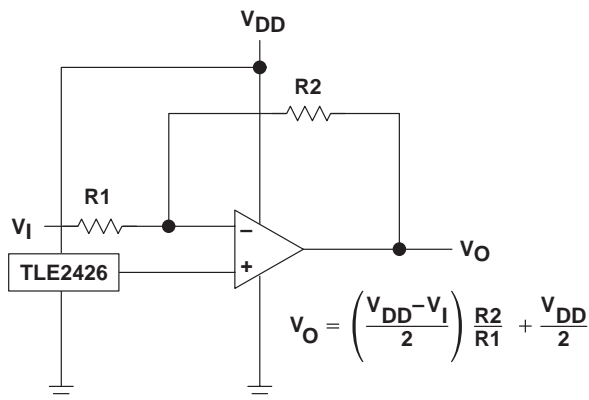 VDD
R2
R1
VI
−
+
TLE2426
VO
VO = ( (VDD−VI) / 2 ) R2/R1 + VDD/2